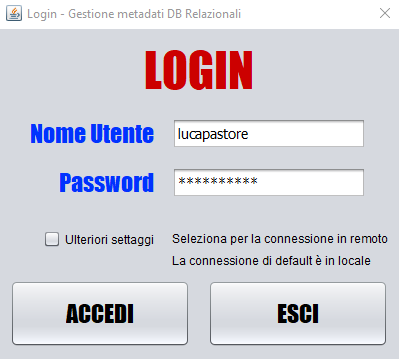 Login - Gestione metadati DB Relazionali
LOGIN
Nome Utente lucapastore
Password **********
Ulteriori settaggi Seleziona per la connessione in remoto
La connessione di default è in locale
ACCEDI ESCI